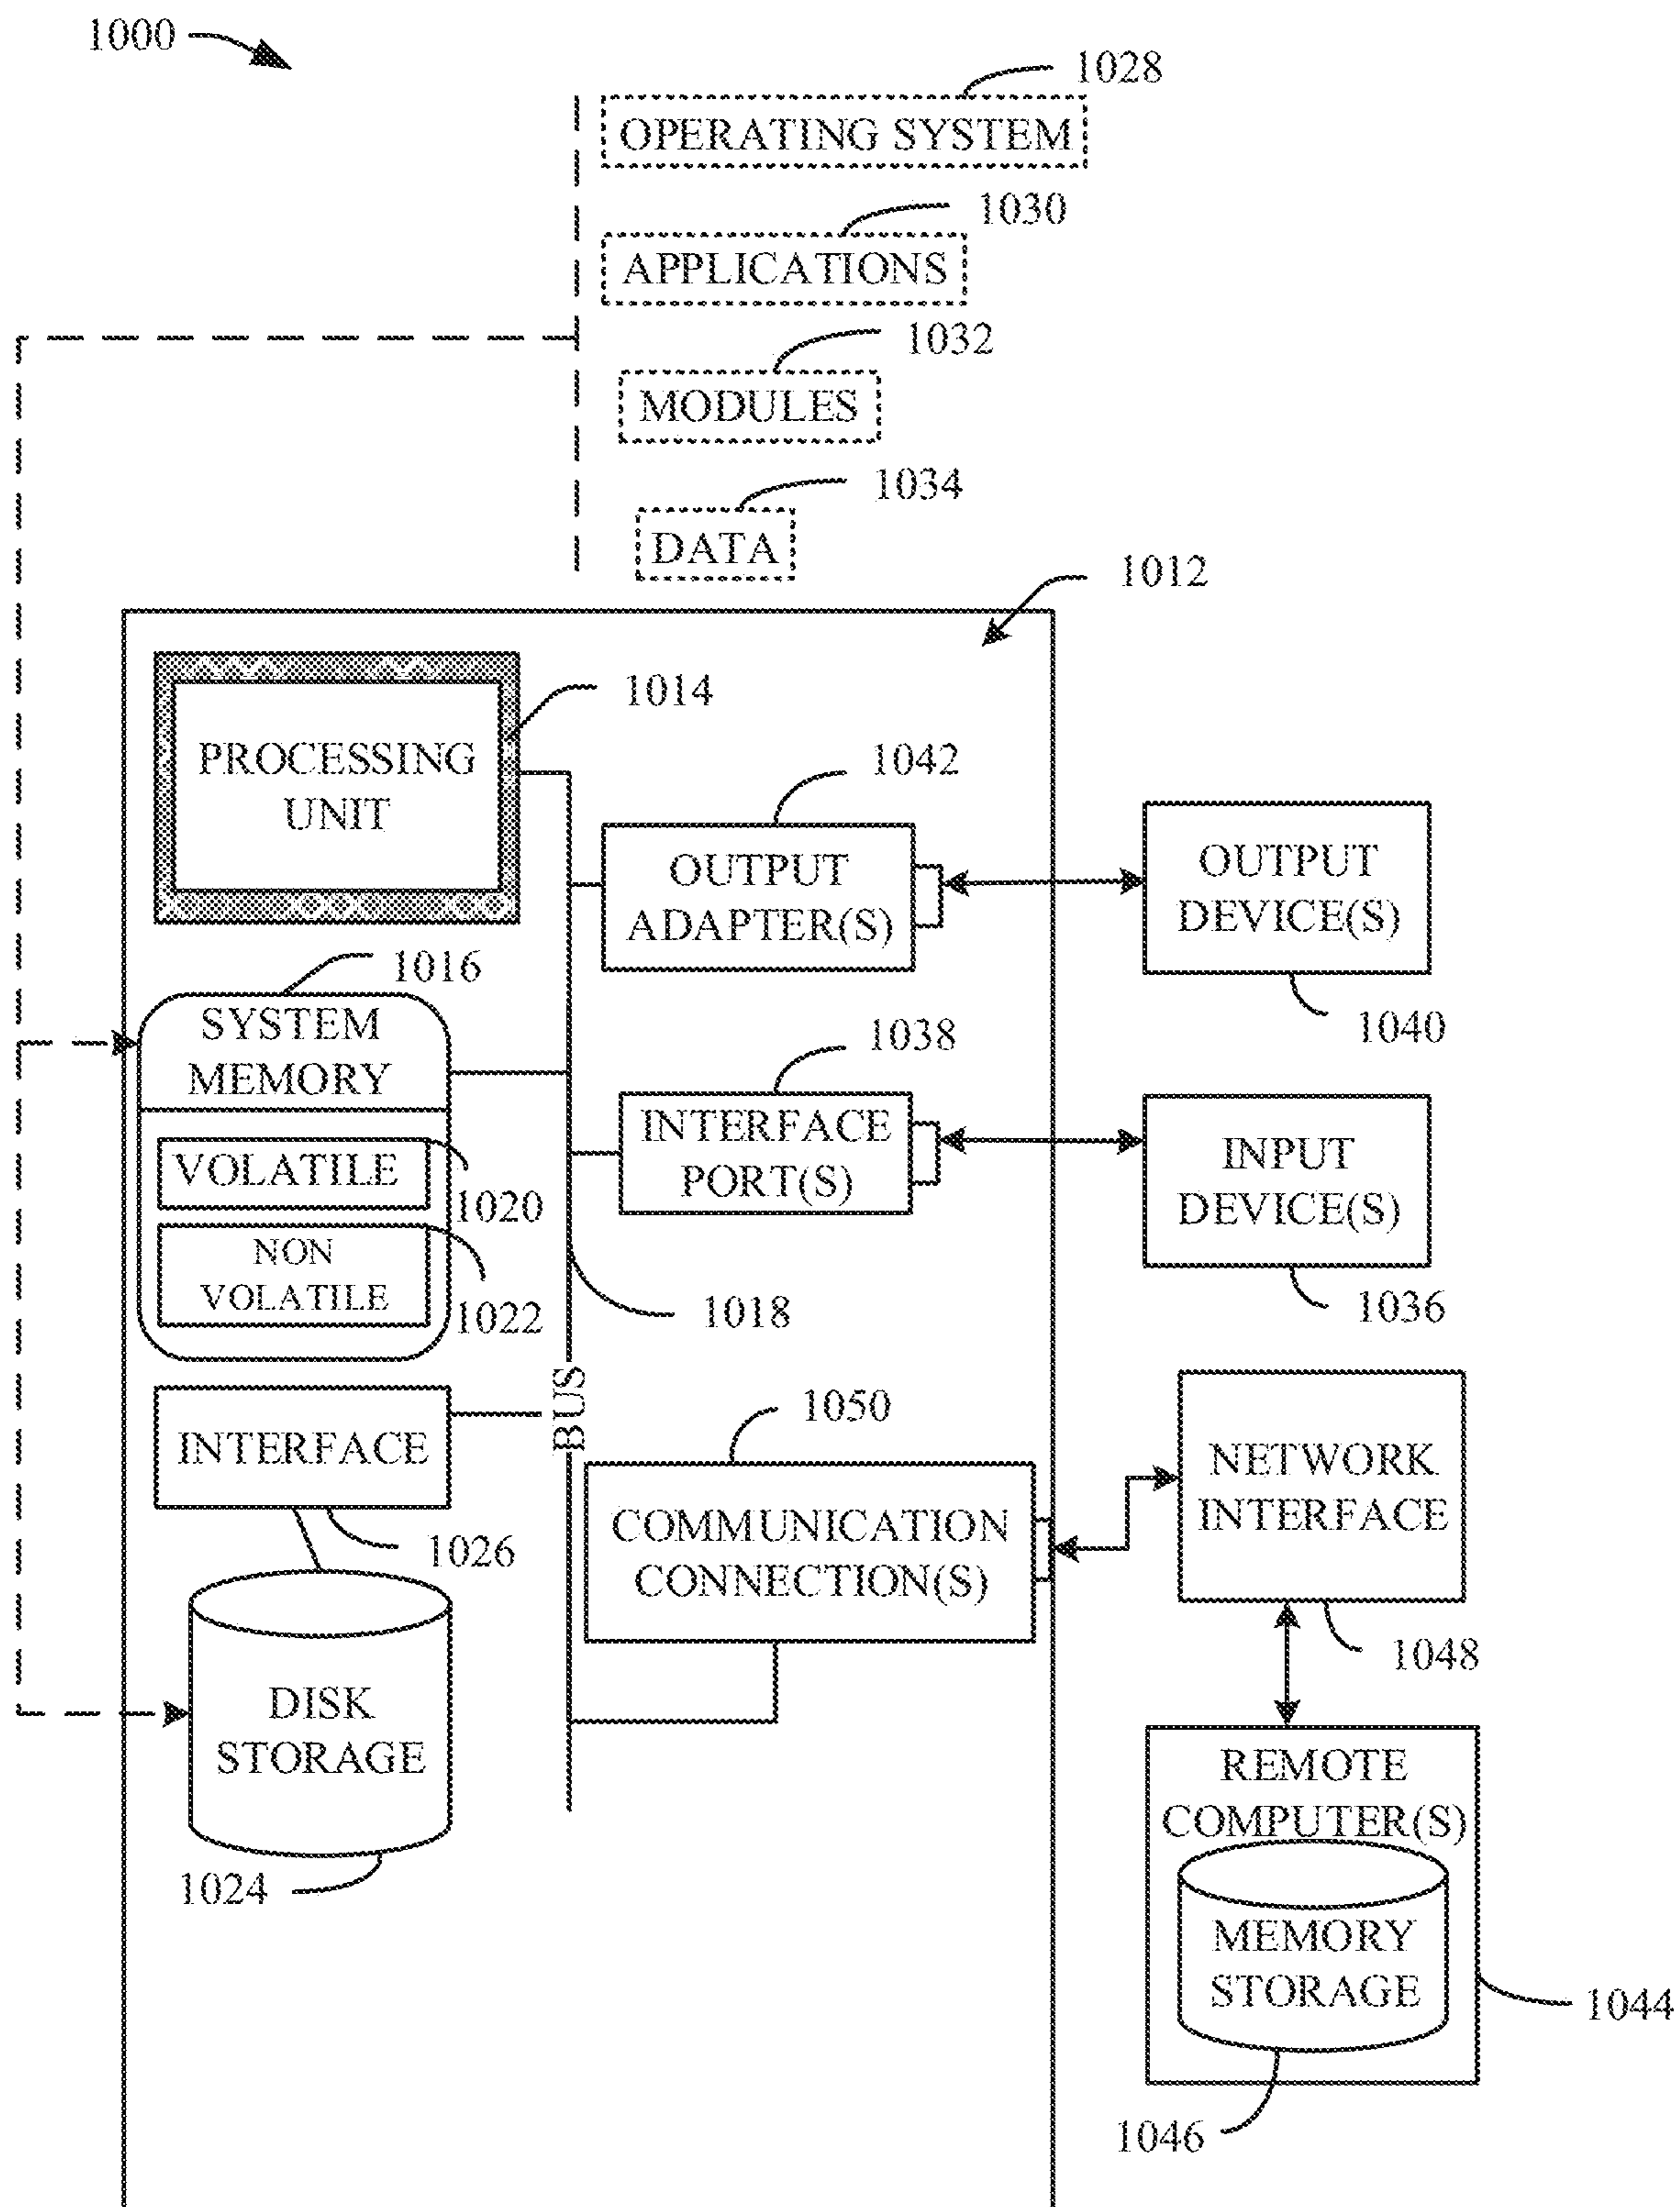 1000
1028
OPERATING SYSTEM
1030
APPLICATIONS
1032
MODULES
1034
DATA
1012
PROCESSING
UNIT
1014
1042
OUTPUT
ADAPTER(S)
OUTPUT
DEVICE(S)
1040
1016
SYSTEM
MEMORY
VOLATILE
1020
NON
VOLATILE
1022
1038
INTERFACE
PORT(S)
INPUT
DEVICE(S)
1036
1018
BUS
INTERFACE
1026
1050
COMMUNICATION
CONNECTION(S)
NETWORK
INTERFACE
1048
DISK
STORAGE
1024
REMOTE
COMPUTER(S)
MEMORY
STORAGE
1044
1046